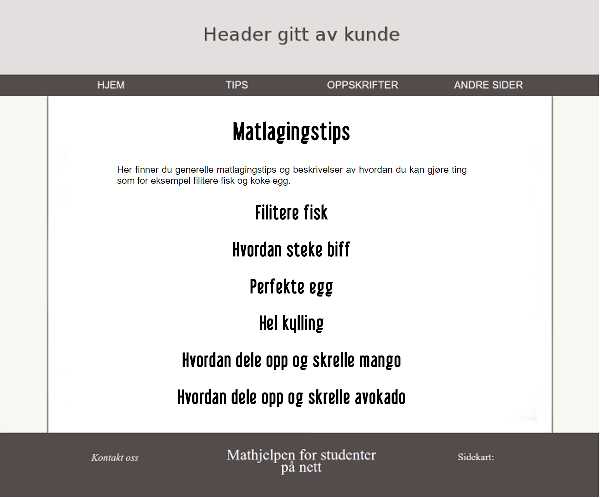 Header gitt av kunde
HJEM TIPS OPPSKRIFTER ANDRE SIDER
Matlagingstips
Her finner du generelle matlagingstips og beskrivelser av hvordan du kan gjøre ting
som for eksempel filitere fisk og koke egg.
Filitere fisk
Hvordan steke biff
Perfekte egg
Hel kylling
Hvordan dele opp og skrelle mango
Hvordan dele opp og skrelle avokado
Kontakt oss
Mathjelpen for studenter
på nett
Sidekart: